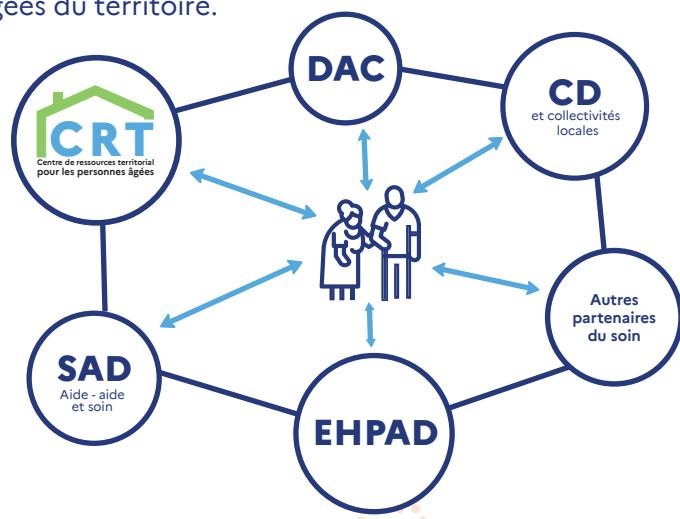 gées du territoire.
DAC
CD
et collectivités
locales
CRT
Centre de ressources territorial
pour les personnes âgées
Autres
partenaires
du soin
SAD
Aide - aide
et soin
EHPAD